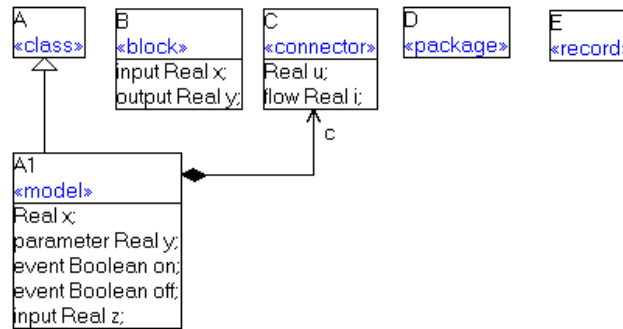 A
«class»
B
«block»
input Real x;
output Real y;
C
«connector»
Real u;
flow Real i;
D
«package»
E
«record»
c
A1
«model»
Real x;
parameter Real y;
event Boolean on;
event Boolean off;
input Real z;